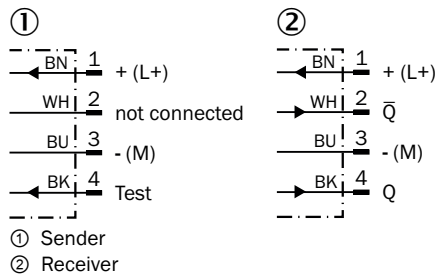 ① ②
BN 1 + (L+)
WH 2 not connected
BU 3 - (M)
BK 4 Test
BN 1 + (L+)
WH 2 Q̅
BU 3 - (M)
BK 4 Q
① Sender
② Receiver